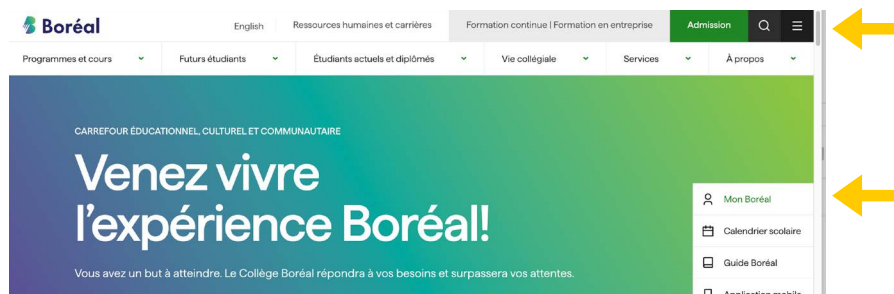 Boréal
English
Ressources humaines et carrières
Formation continue | Formation en entreprise
Admission
Programmes et cours
Futurs étudiants
Étudiants actuels et diplômés
Vie collégiale
Services
À propos
CARREFOUR ÉDUCATIONNEL, CULTUREL ET COMMUNAUTAIRE
Venez vivre
l'expérience Boréal!
Vous avez un but à atteindre. Le Collège Boréal répondra à vos besoins et surpassera vos attentes.
Mon Boréal
Calendrier scolaire
Guide Boréal
Application mobile